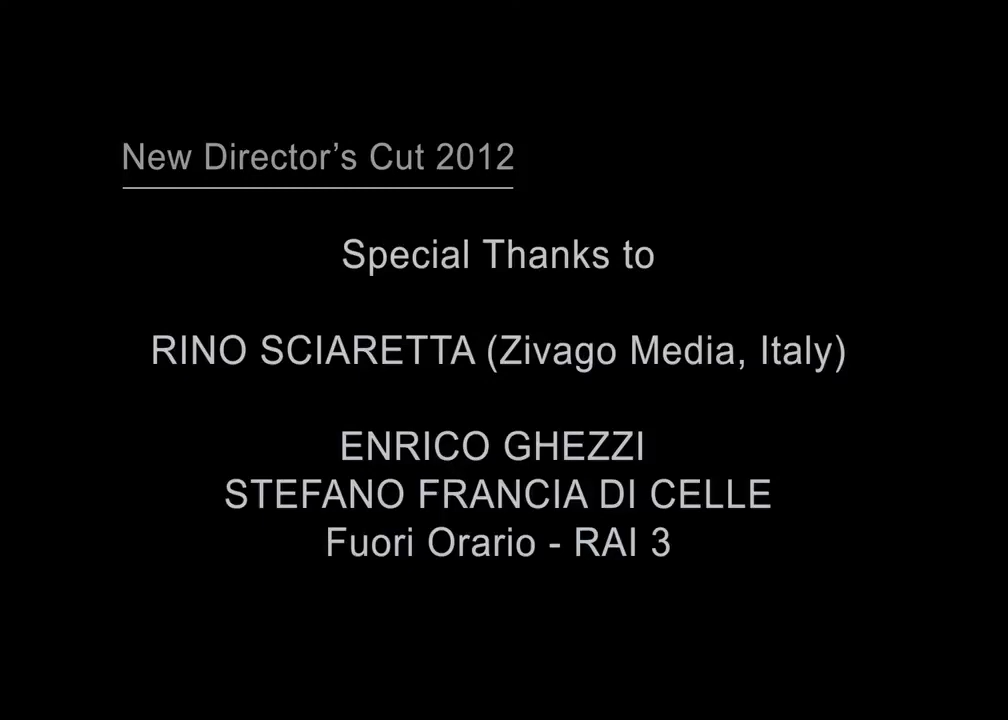 New Director’s Cut 2012
Special Thanks to
RINO SCIARETTA (Zivago Media, Italy)
ENRICO GHEZZI
STEFANO FRANCIA DI CELLE
Fuori Orario - RAI 3